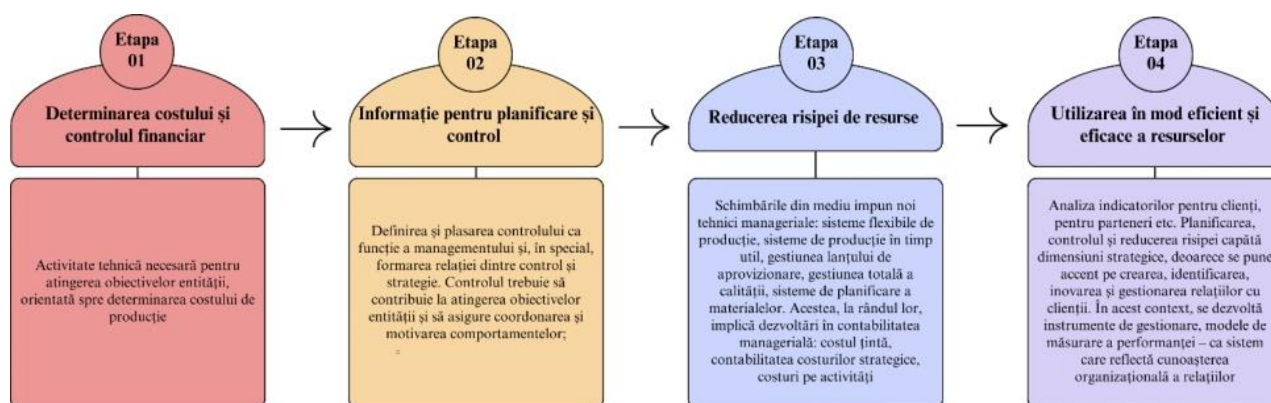 Etapa
01
Determinarea costului și
controlul financiar
Activitate tehnică necesară pentru
atingerea obiectivelor entității,
orientată spre determinarea costului de
producție
Etapa
02
Informație pentru planificare și
control
Definirea și plasarea controlului ca
funcție a managementului și, în special,
formarea relației dintre control și
strategie. Controlul trebuie să
contribuie la atingerea obiectivelor
entității și să asigure coordonarea și
motivarea comportamentelor;
Etapa
03
Reducerea risipei de resurse
Schimbările din mediu impun noi
tehnici manageriale: sisteme flexibile de
producție, sisteme de producție în timp
util, gestiunea lanțului de
aprovizionare, gestiunea totală a
calității, sisteme de planificare a
materialelor. Acestea, la rândul lor,
implică dezvoltări în contabilitatea
managerială: costul țintă,
contabilitatea costurilor strategice,
costuri pe activități
Etapa
04
Utilizarea în mod eficient și
eficace a resurselor
Analiza indicatorilor pentru clienți,
pentru parteneri etc. Planificarea,
controlul și reducerea risipei capătă
dimensiuni strategice, deoarece se pune
accent pe crearea, identificarea,
inovarea și gestionarea relațiilor cu
clienții. În acest context, se dezvoltă
instrumente de gestionare, modele de
măsurare a performanței – ca sistem
care reflectă cunoașterea
organizațională a relațiilor